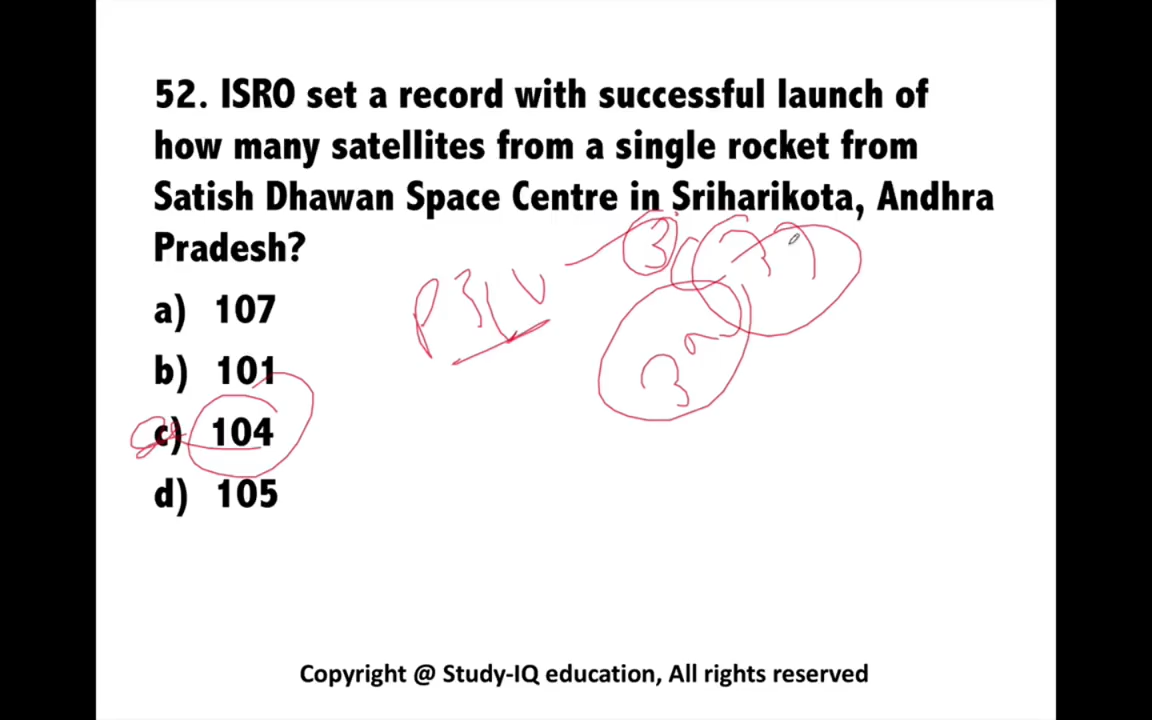 52. ISRO set a record with successful launch of
how many satellites from a single rocket from
Satish Dhawan Space Centre in Sriharikota, Andhra
Pradesh?
a) 107
b) 101
c) 104
d) 105
Copyright @ Study-IQ education, All rights reserved